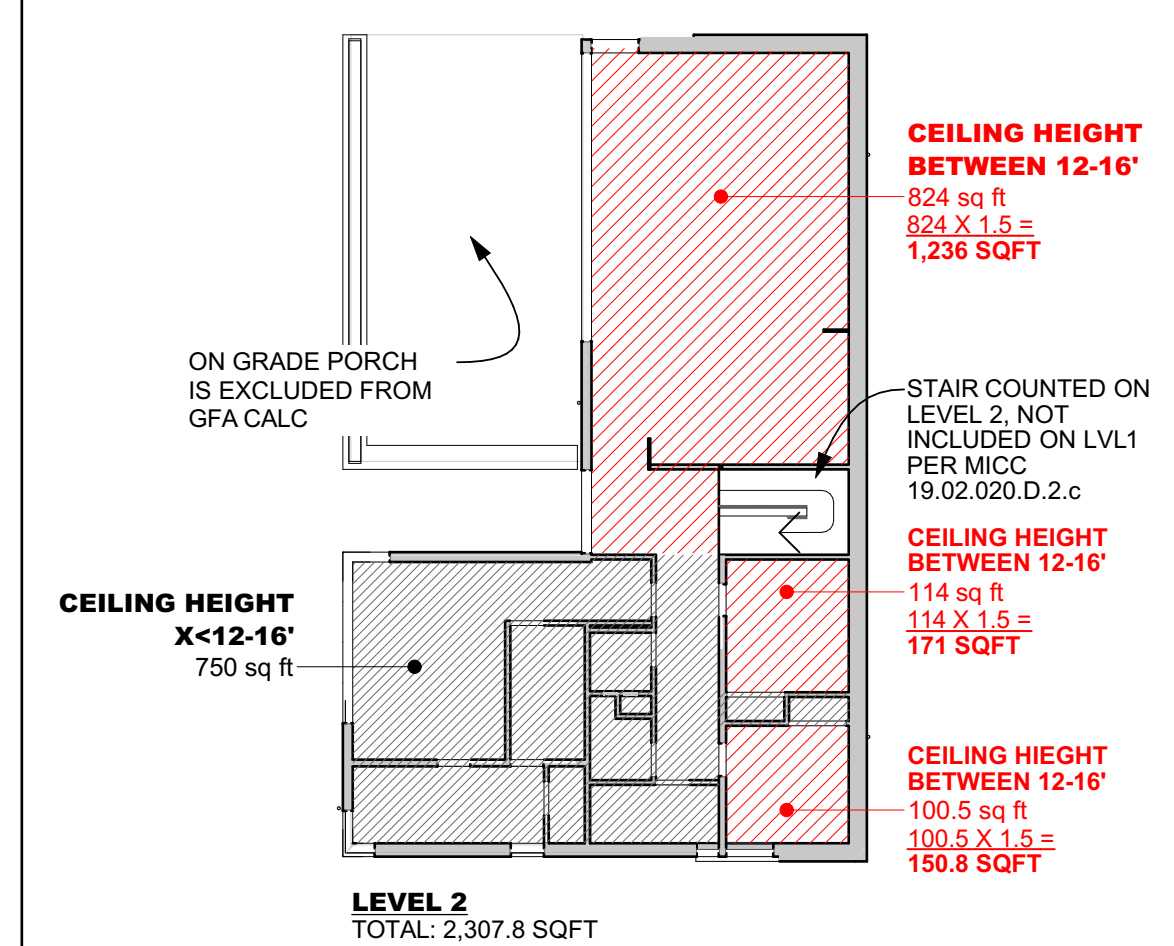 CEILING HEIGHT
BETWEEN 12-16'
824 sq ft
824 X 1.5 =
1,236 SQFT
ON GRADE PORCH
IS EXCLUDED FROM
GFA CALC
STAIR COUNTED ON
LEVEL 2, NOT
INCLUDED ON LVL1
PER MICC
19.02.020.D.2.c
CEILING HEIGHT
BETWEEN 12-16'
114 sq ft
114 X 1.5 =
171 SQFT
CEILING HEIGHT
X<12-16'
750 sq ft
CEILING HIEGHT
BETWEEN 12-16'
100.5 sq ft
100.5 X 1.5 =
150.8 SQFT
LEVEL 2
TOTAL: 2,307.8 SQFT